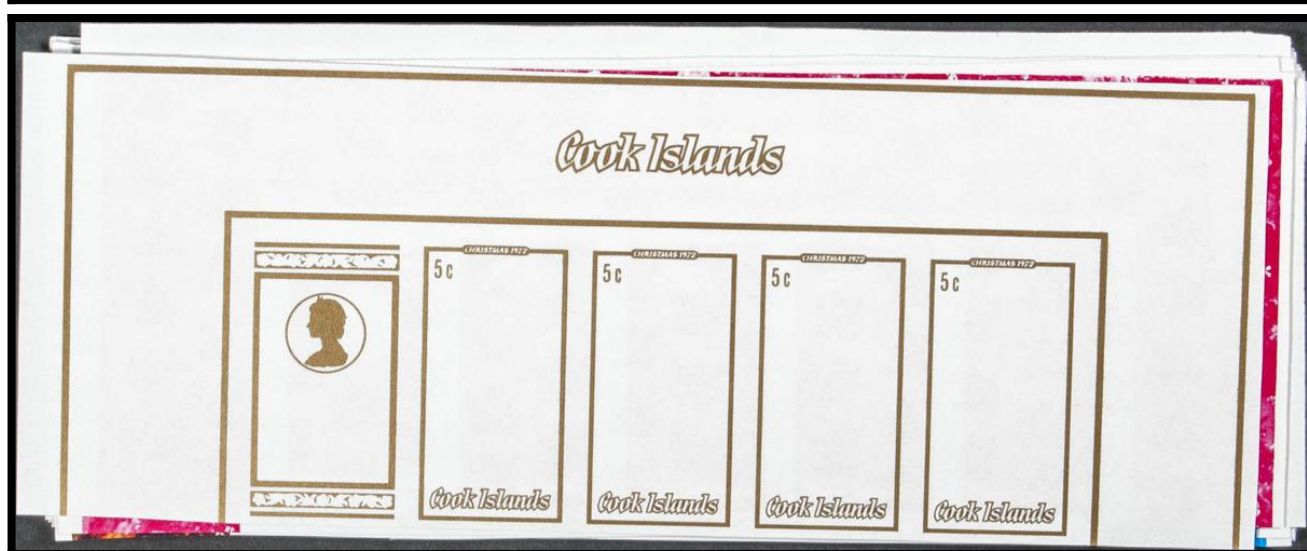 Cook Islands
CHRISTMAS 1972 CHRISTMAS 1972 CHRISTMAS 1972 CHRISTMAS 1972
5c 5c 5c 5c
Cook Islands Cook Islands Cook Islands Cook Islands